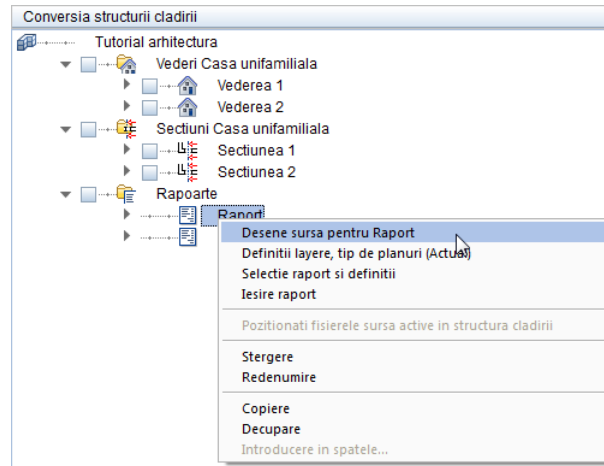 Conversia structurii cladirii
Tutorial arhitectura
Vederi Casa unifamiliala
Vederea 1
Vederea 2
Sectiuni Casa unifamiliala
Sectiunea 1
Sectiunea 2
Rapoarte
Raport
Desene sursa pentru Raport
Definitii layere, tip de planuri (Actual)
Selectie raport si definitii
Iesire raport
Pozitionati fisierele sursa active in structura cladirii
Stergere
Redenumire
Copiere
Decupare
Introducere in spatele...